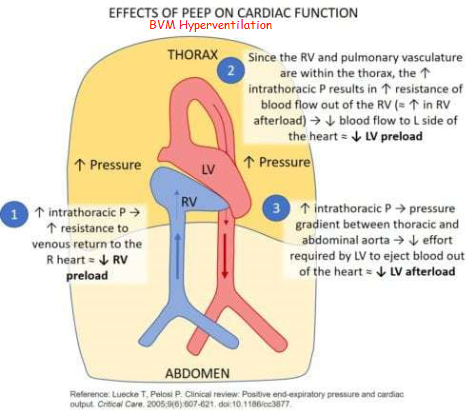 EFFECTS OF PEEP ON CARDIAC FUNCTION
BVM Hyperventilation
THORAX
2
Since the RV and pulmonary vasculature
are within the thorax, the ↑
intrathoracic P results in ↑ resistance of
blood flow out of the RV (= ↑ in RV
afterload) → ↓ blood flow to L side of
the heart = ↓ LV preload
↑ Pressure
LV
↑ Pressure
RV
1
↑ intrathoracic P →
↑ resistance to
venous return to the
R heart = ↓ RV
preload
3
↑ intrathoracic P → pressure
gradient between thoracic and
abdominal aorta → ↓ effort
required by LV to eject blood out
of the heart = ↓ LV afterload
ABDOMEN
Reference: Luecke T, Pelosi P. Clinical review: Positive end-expiratory pressure and cardiac
output. Critical Care. 2005;9(6):607-621. doi:10.1186/cc3877.